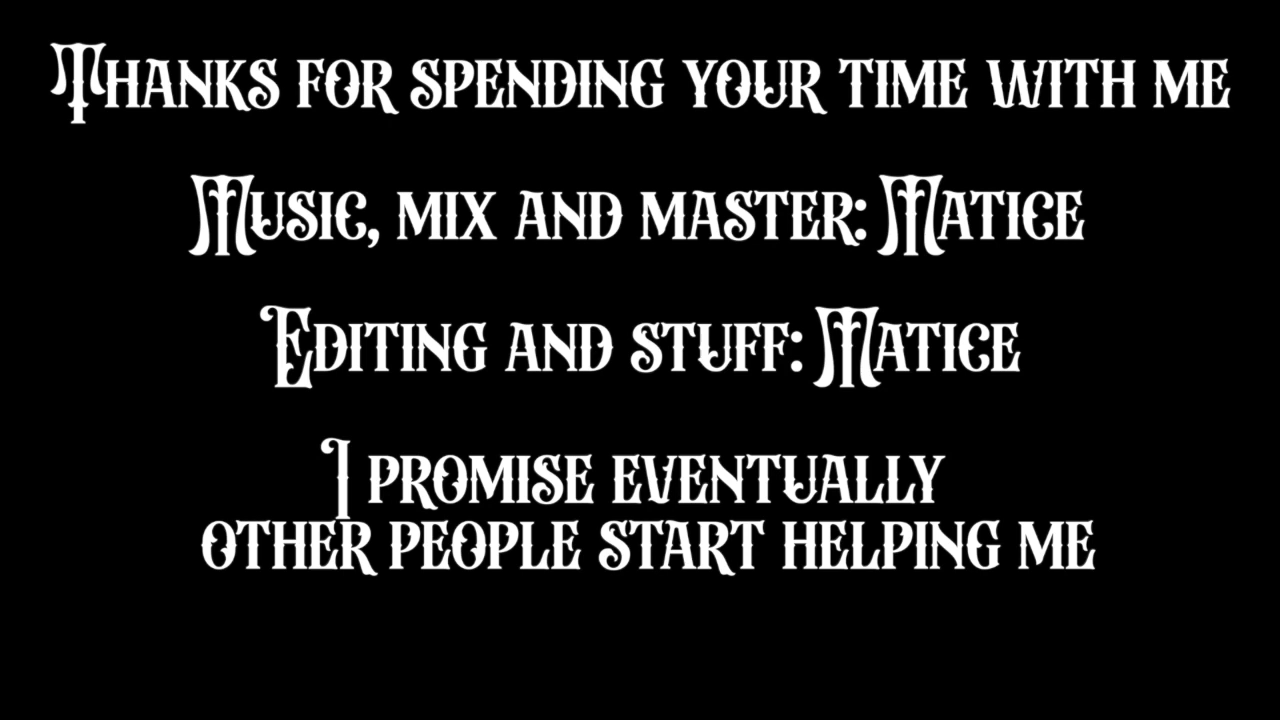 Thanks for spending your time with me
Music, mix and master: Matice
Editing and stuff: Matice
I promise eventually
other people start helping me